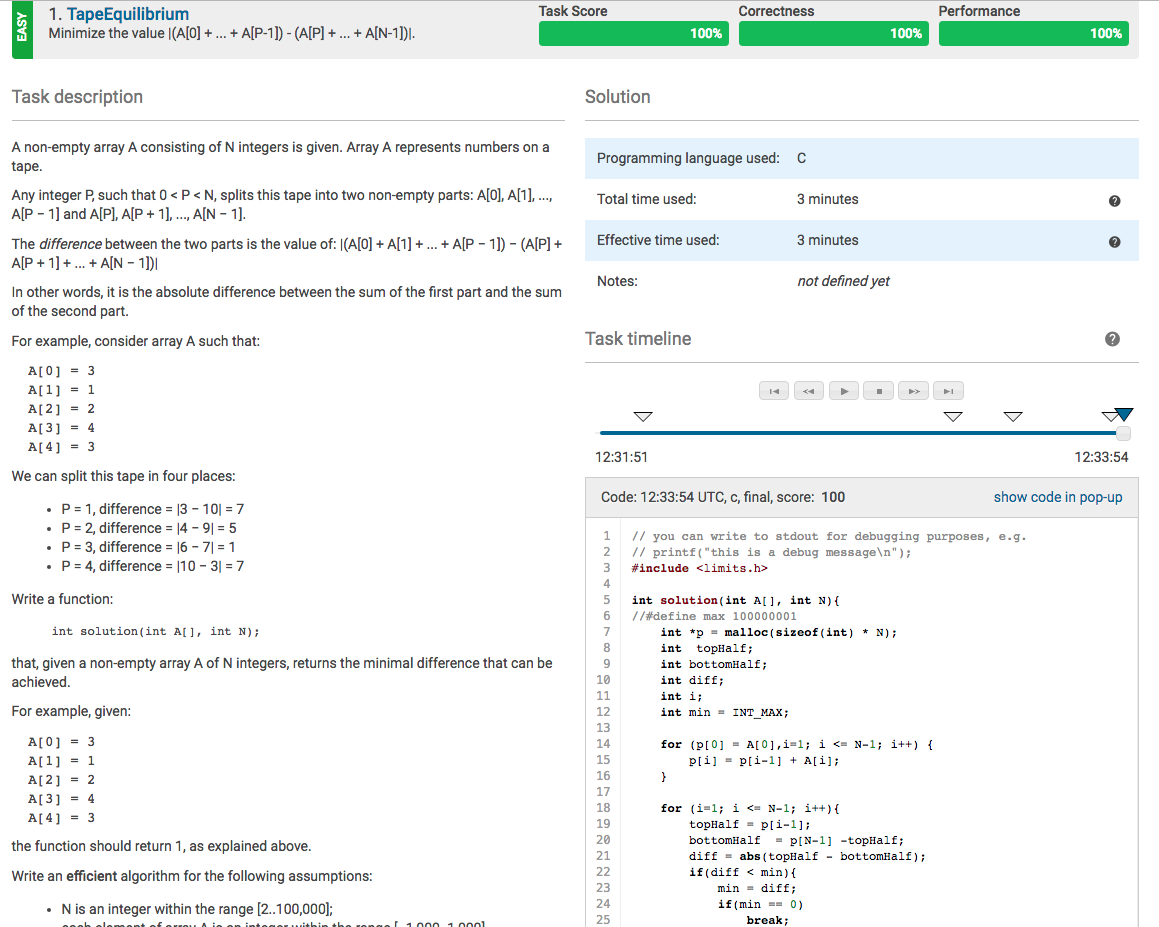 EASY
1. TapeEquilibrium
Minimize the value |(A[0] + ... + A[P-1]) - (A[P] + ... + A[N-1])|.
Task Score
Correctness
Performance
100%
100%
100%
Task description
A non-empty array A consisting of N integers is given. Array A represents numbers on a
tape.
Any integer P, such that 0 < P < N, splits this tape into two non-empty parts: A[0], A[1], ...,
A[P − 1] and A[P], A[P + 1], ..., A[N − 1].
The difference between the two parts is the value of: |(A[0] + A[1] + ... + A[P − 1]) − (A[P] +
A[P + 1] + ... + A[N − 1])|
In other words, it is the absolute difference between the sum of the first part and the sum
of the second part.
For example, consider array A such that:
A[0] = 3
A[1] = 1
A[2] = 2
A[3] = 4
A[4] = 3
We can split this tape in four places:
• P = 1, difference = |3 − 10| = 7
• P = 2, difference = |4 − 9| = 5
• P = 3, difference = |6 − 7| = 1
• P = 4, difference = |10 − 3| = 7
Write a function:
int solution(int A[], int N);
that, given a non-empty array A of N integers, returns the minimal difference that can be
achieved.
For example, given:
A[0] = 3
A[1] = 1
A[2] = 2
A[3] = 4
A[4] = 3
the function should return 1, as explained above.
Write an efficient algorithm for the following assumptions:
• N is an integer within the range [2..100,000];
each element of array A is an integer within the range [−1,000..1,000].
Solution
Programming language used: C
Total time used: 3 minutes ?
Effective time used: 3 minutes ?
Notes: not defined yet
Task timeline ?
12:31:51
12:33:54
Code: 12:33:54 UTC, c, final, score: 100
show code in pop-up
1 // you can write to stdout for debugging purposes, e.g.
2 // printf("this is a debug message\n");
3 #include <limits.h>
4
5 int solution(int A[], int N){
6 //#define max 100000001
7 int *p = malloc(sizeof(int) * N);
8 int  topHalf;
9 int bottomHalf;
10 int diff;
11 int i;
12 int min = INT_MAX;
13
14 for (p[0] = A[0],i=1; i <= N-1; i++) {
15 p[i] = p[i-1] + A[i];
16 }
17
18 for (i=1; i <= N-1; i++){
19 topHalf = p[i-1];
20 bottomHalf  = p[N-1] -topHalf;
21 diff = abs(topHalf - bottomHalf);
22 if(diff < min){
23 min = diff;
24 if(min == 0)
25 break;